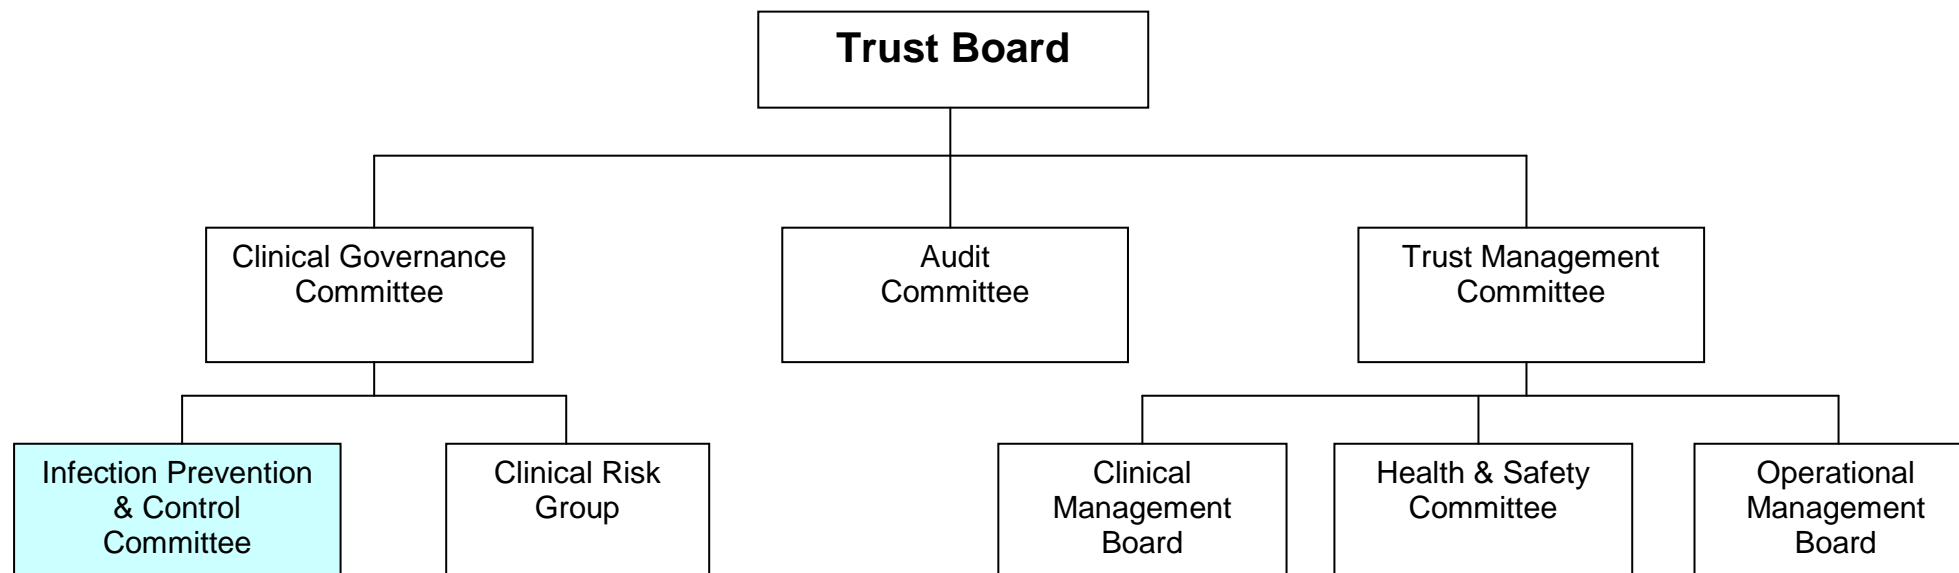 Trust Board
Clinical Governance
Committee
Audit
Committee
Trust Management
Committee
Infection Prevention
& Control
Committee
Clinical Risk
Group
Clinical
Management
Board
Health & Safety
Committee
Operational
Management
Board